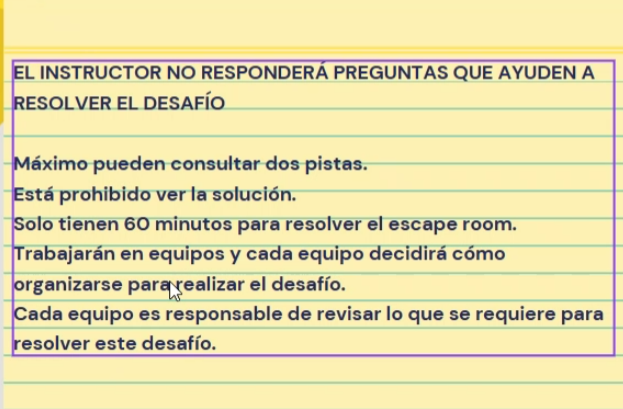 EL INSTRUCTOR NO RESPONDERÁ PREGUNTAS QUE AYUDEN A
RESOLVER EL DESAFÍO
Máximo pueden consultar dos pistas.
Está prohibido ver la solución.
Solo tienen 60 minutos para resolver el escape room.
Trabajarán en equipos y cada equipo decidirá cómo
organizarse para realizar el desafío.
Cada equipo es responsable de revisar lo que se requiere para
resolver este desafío.